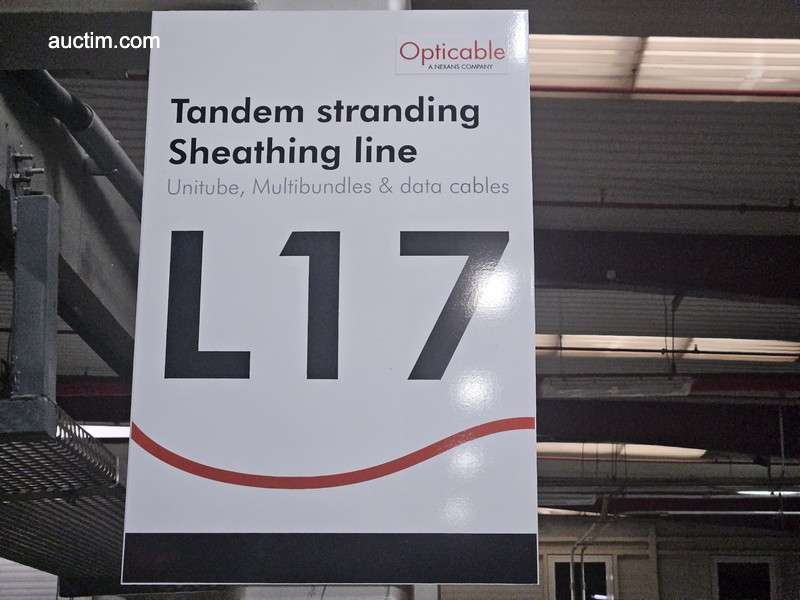 auctim.com
Opticable
A NEXANS COMPANY
Tandem stranding
Sheathing line
Unitube, Multibundles & data cables
L17